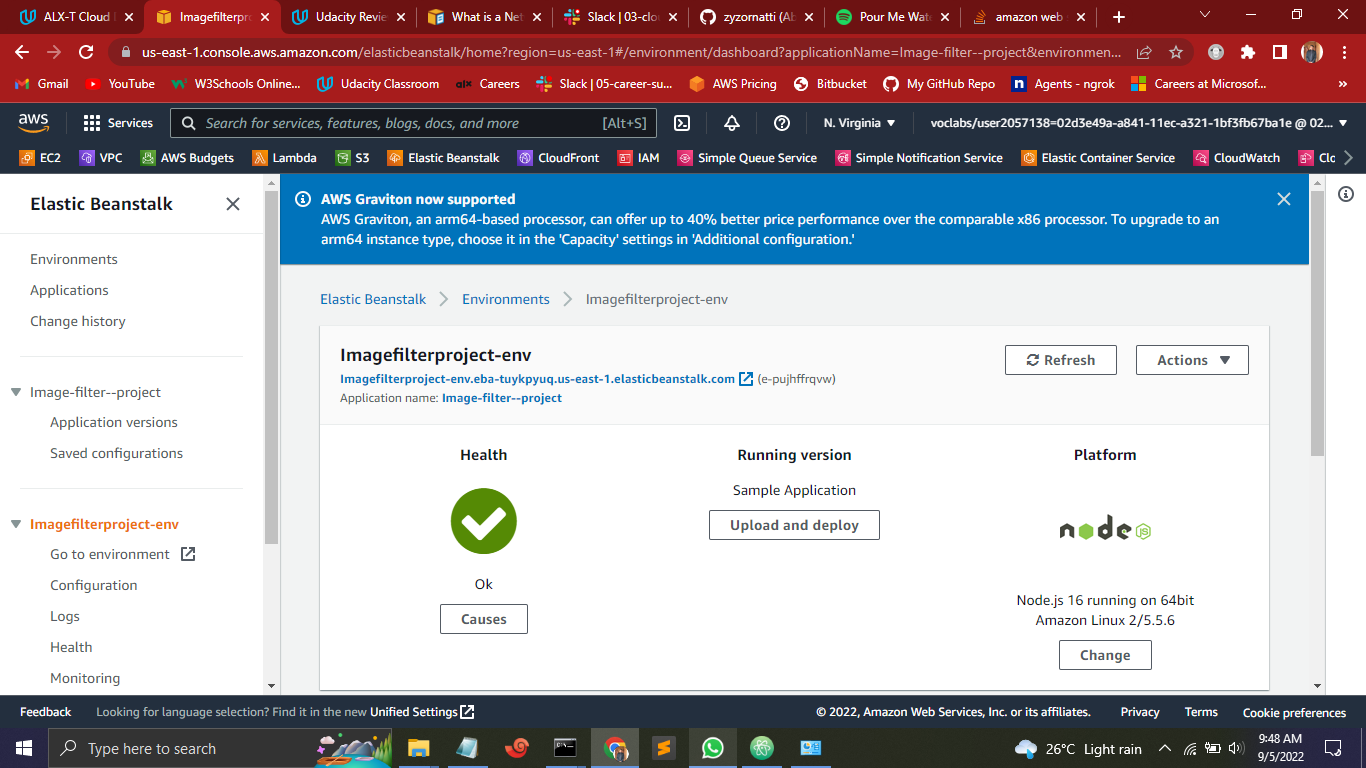 ALX-T Cloud
Imagefilterpr
Udacity Revie
What is a Net
Slack | 03-clo
zyzornatti (Ab
Pour Me Wat
amazon web
us-east-1.console.aws.amazon.com/elasticbeanstalk/home?region=us-east-1#/environment/dashboard?applicationName=Image-filter--project&environmen...
Gmail
YouTube
W3Schools Online...
Udacity Classroom
alx
Careers
Slack | 05-career-su...
AWS Pricing
Bitbucket
My GitHub Repo
n
Agents - ngrok
Careers at Microsof...
»
aws
Services
Search for services, features, blogs, docs, and more
[Alt+S]
N. Virginia
voclabs/user2057138=02d3e49a-a841-11ec-a321-1bf3fb67ba1e @ 02...
EC2
VPC
AWS Budgets
Lambda
S3
Elastic Beanstalk
CloudFront
IAM
Simple Queue Service
Simple Notification Service
Elastic Container Service
CloudWatch
Clo
Elastic Beanstalk
Environments
Applications
Change history
Image-filter--project
Application versions
Saved configurations
Imagefilterproject-env
Go to environment
Configuration
Logs
Health
Monitoring
AWS Graviton now supported
AWS Graviton, an arm64-based processor, can offer up to 40% better price performance over the comparable x86 processor. To upgrade to an
arm64 instance type, choose it in the 'Capacity' settings in 'Additional configuration.'
Elastic Beanstalk
Environments
Imagefilterproject-env
Imagefilterproject-env
Imagefilterproject-env.eba-tuykpyuq.us-east-1.elasticbeanstalk.com (e-pujhffrqvw)
Application name: Image-filter--project
Refresh
Actions
Health
Ok
Causes
Running version
Sample Application
Upload and deploy
Platform
node JS
Node.js 16 running on 64bit
Amazon Linux 2/5.5.6
Change
Feedback
Looking for language selection? Find it in the new Unified Settings
© 2022, Amazon Web Services, Inc. or its affiliates.
Privacy
Terms
Cookie preferences
Type here to search
26°C Light rain
9:48 AM
9/5/2022